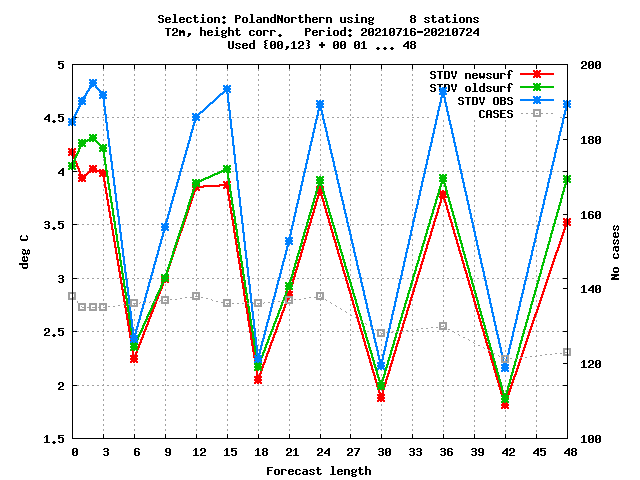 Selection: PolandNorthern using     8 stations
T2m, height corr.   Period: 20210716-20210724
Used {00,12} + 00 01 ... 48
STDV newsurf
STDV oldsurf
STDV OBS
CASES
5
4.5
4
3.5
3
2.5
2
1.5
deg C
200
180
160
140
120
100
No cases
0 3 6 9 12 15 18 21 24 27 30 33 36 39 42 45 48
Forecast length